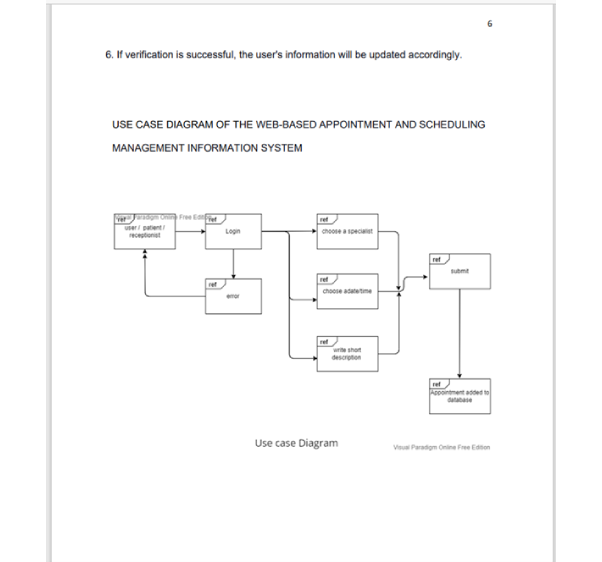 6
6. If verification is successful, the user's information will be updated accordingly.
USE CASE DIAGRAM OF THE WEB-BASED APPOINTMENT AND SCHEDULING
MANAGEMENT INFORMATION SYSTEM
Visual Paradigm Online Free Edition
ref
user / patient /
receptionist
ref
Login
ref
choose a specialist
ref
submit
ref
error
ref
choose adate/time
ref
write short
description
ref
Appointment added to
database
Use case Diagram
Visual Paradigm Online Free Edition